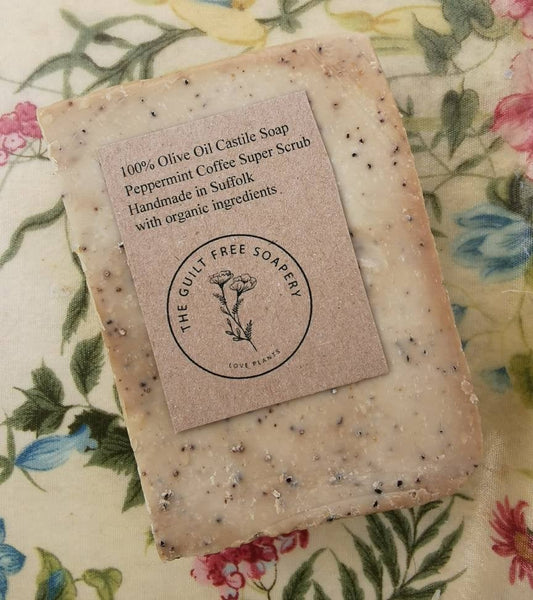 100% Olive Oil Castile Soap
Peppermint Coffee Super Scrub
Handmade in Suffolk
with organic ingredients
THE GUILT FREE SOAPERY
LOVE PLANTS